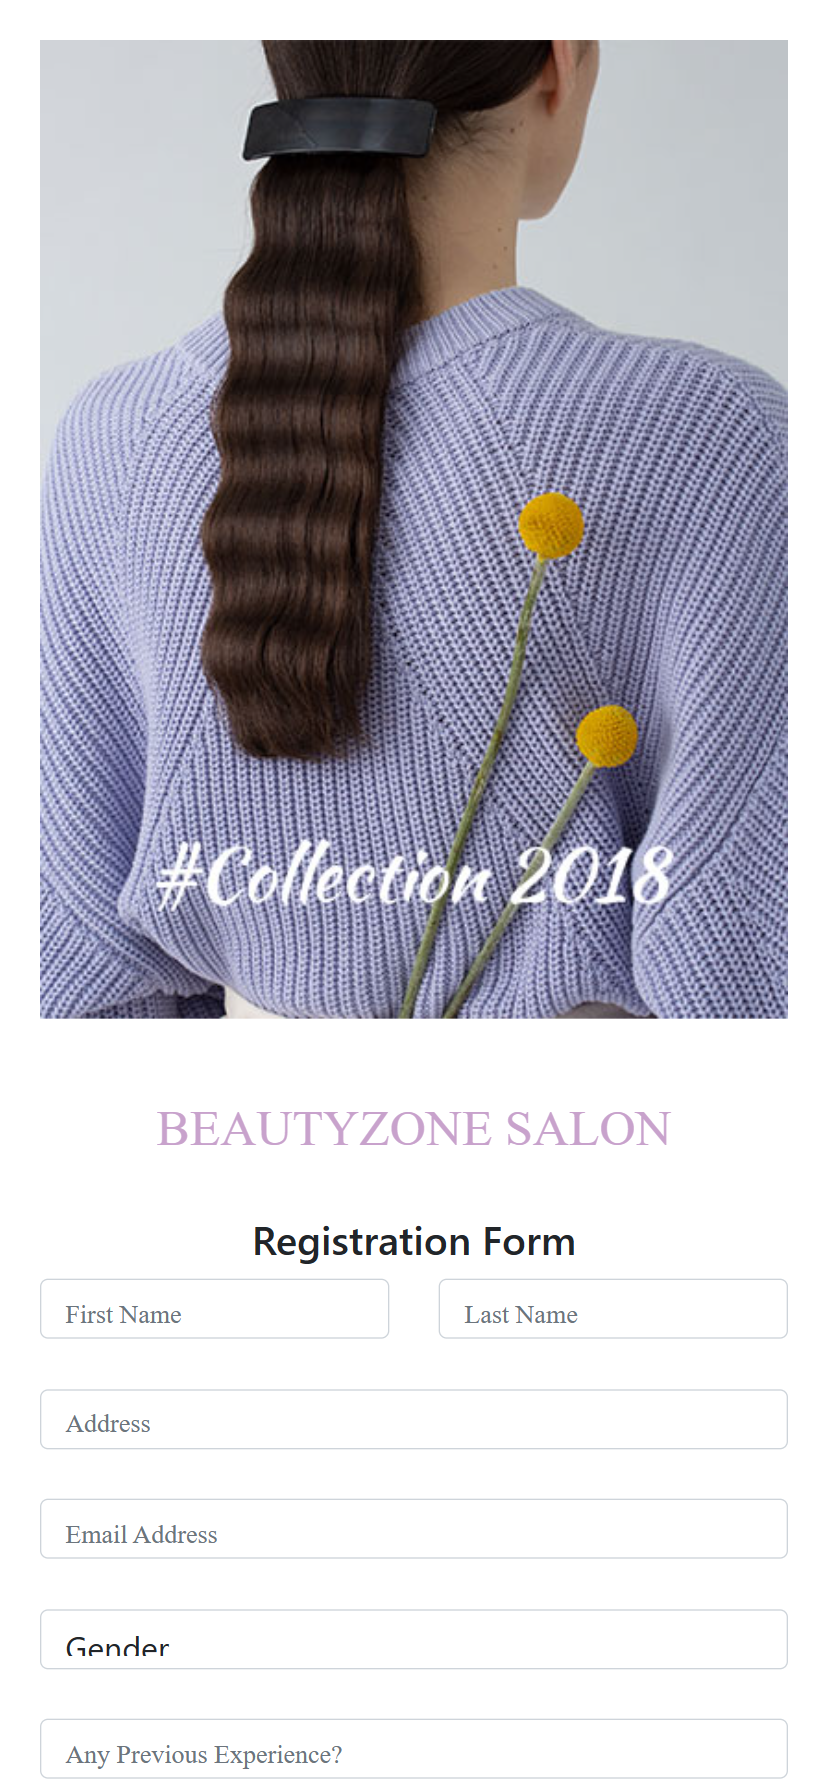 #Collection 2018
BEAUTYZONE SALON
Registration Form
First Name Last Name
Address
Email Address
Gender
Any Previous Experience?